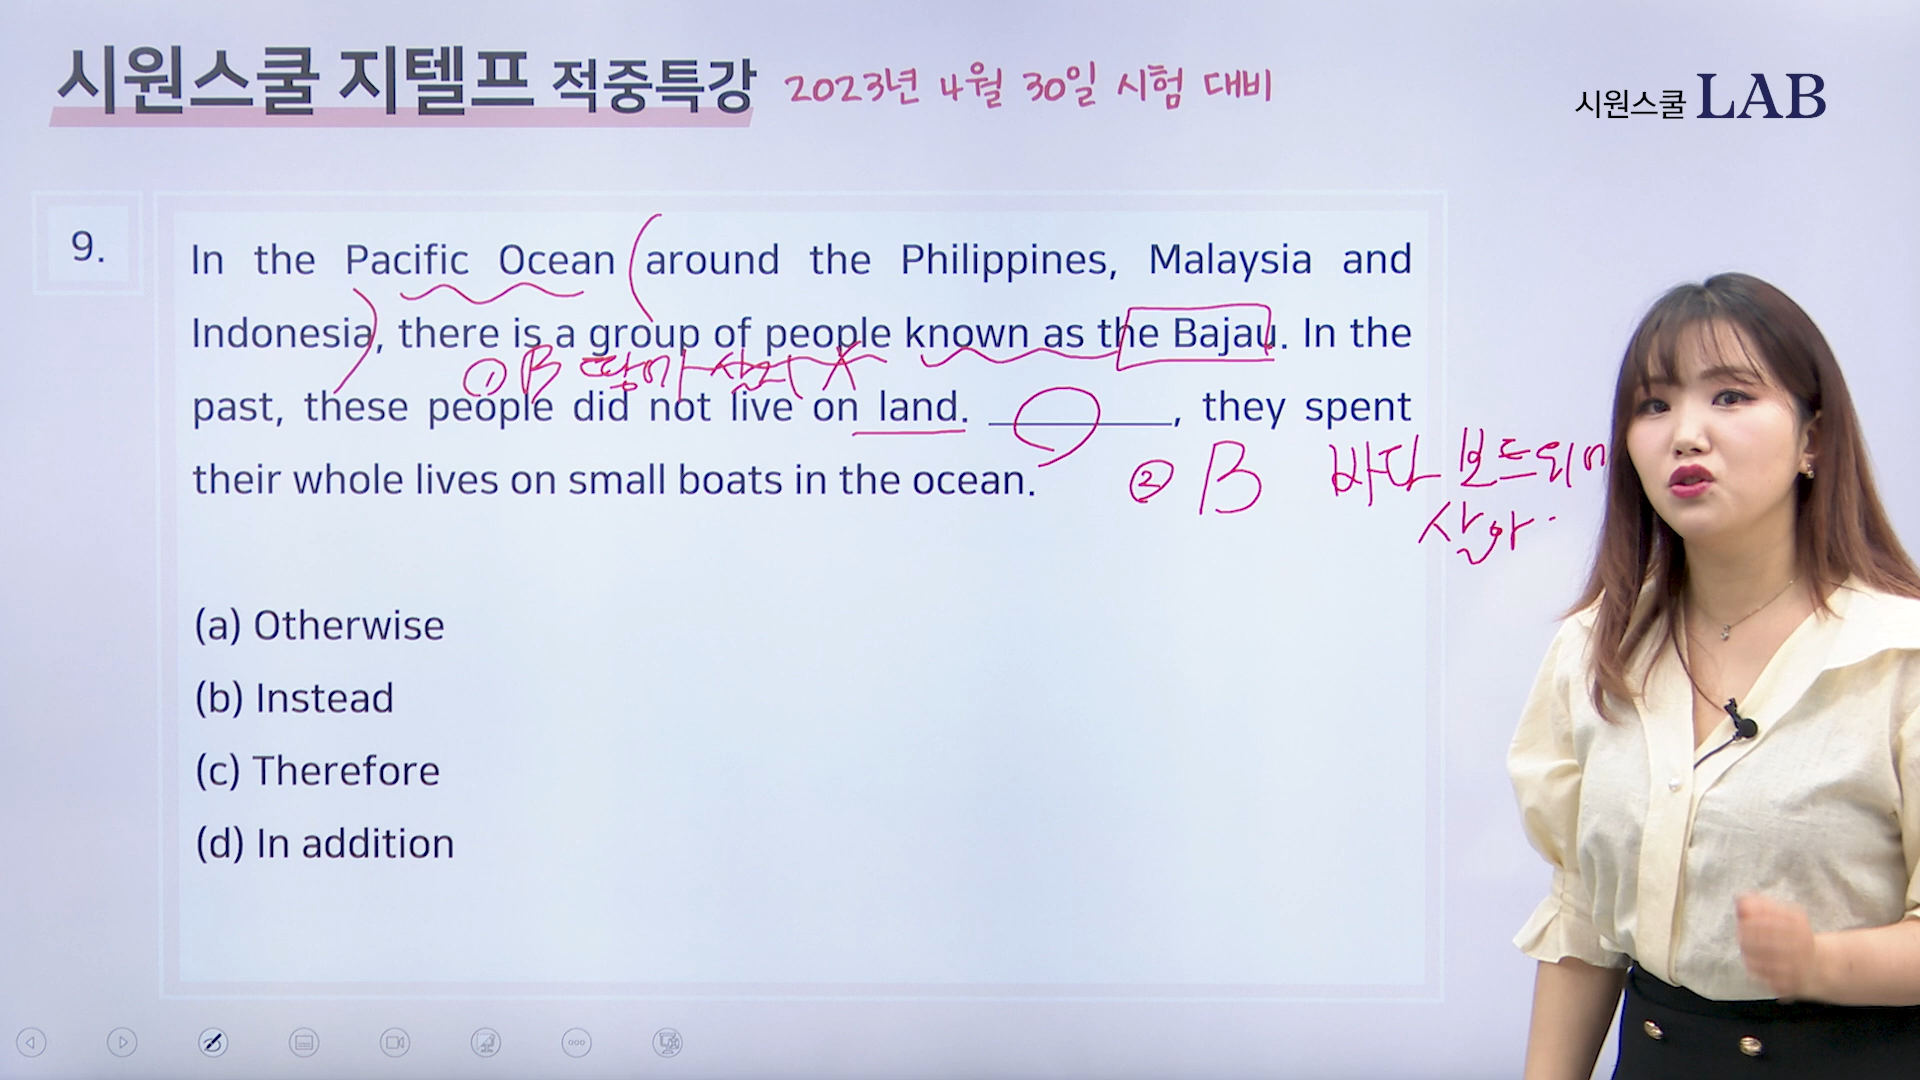 시원스쿨 지텔프 적중특강 2023년 4월 30일 시험 대비
시원스쿨 LAB
9.
In the Pacific Ocean around the Philippines, Malaysia and
Indonesia, there is a group of people known as the Bajau. In the
① B 땅에 살지 X
past, these people did not live on land. ________, they spent
their whole lives on small boats in the ocean.
② B 바다 보트위에
살아
(a) Otherwise
(b) Instead
(c) Therefore
(d) In addition